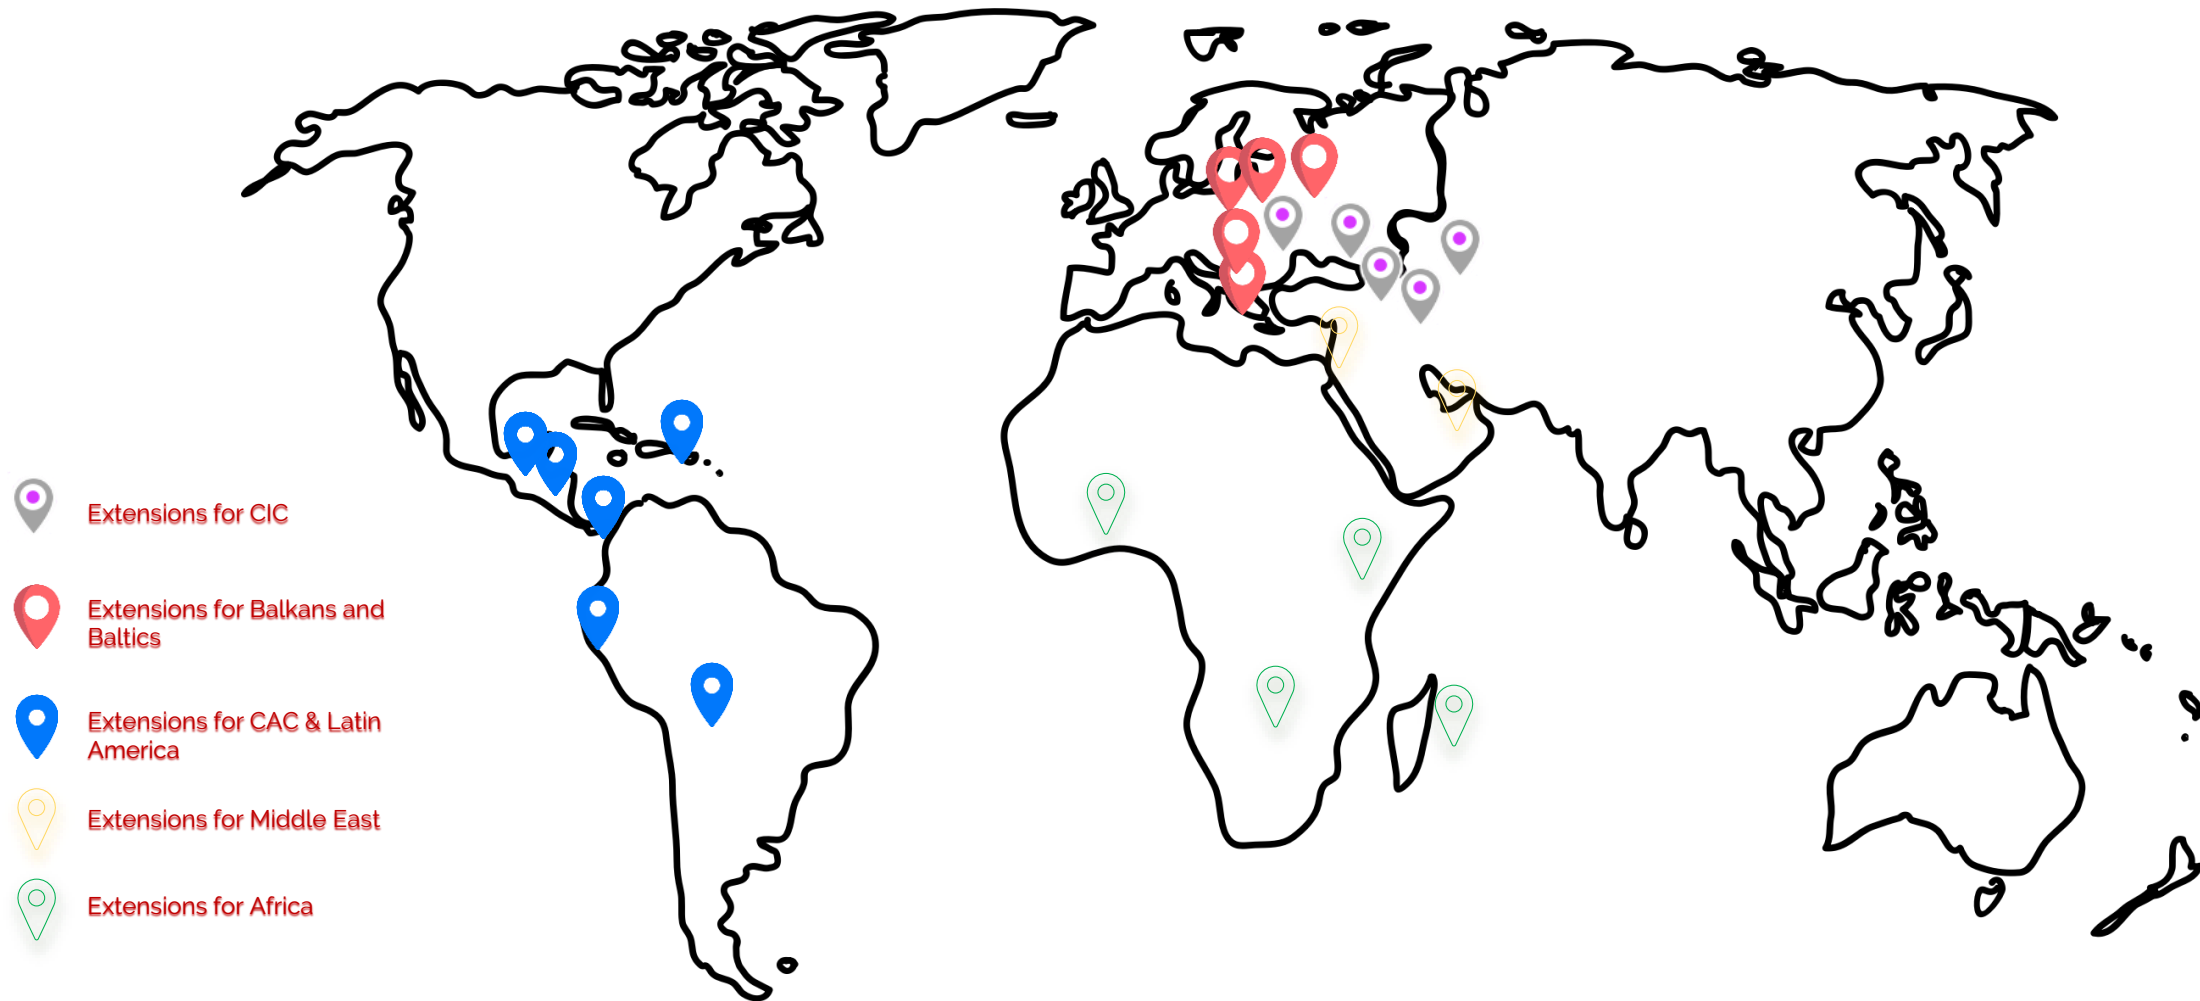 Extensions for CIC
Extensions for Balkans and
Baltics
Extensions for CAC & Latin
America
Extensions for Middle East
Extensions for Africa